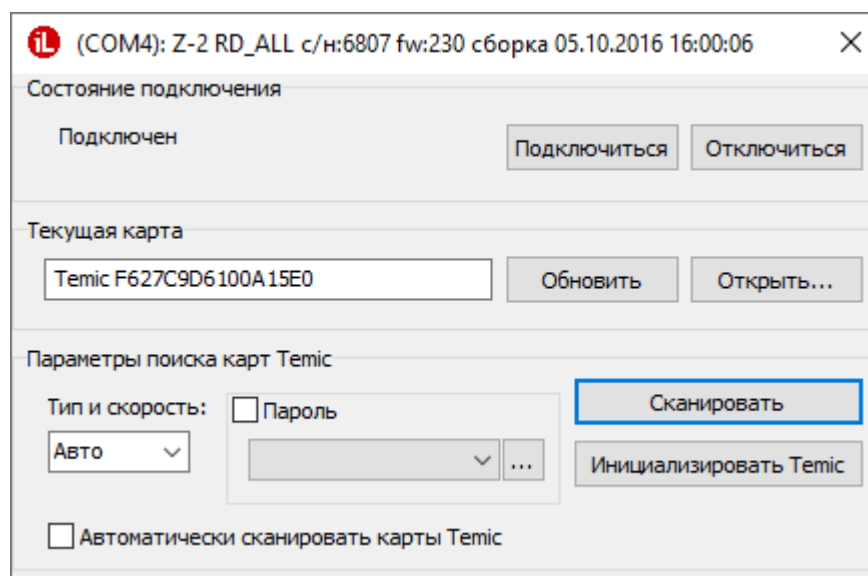 iL (COM4): Z-2 RD_ALL с/н:6807 fw:230 сборка 05.10.2016 16:00:06
Состояние подключения
Подключен Подключиться Отключиться
Текущая карта
Temic F627C9D6100A15E0 Обновить Открыть...
Параметры поиска карт Temic
Тип и скорость: Пароль Сканировать
Авто ... Инициализировать Temic
Автоматически сканировать карты Temic